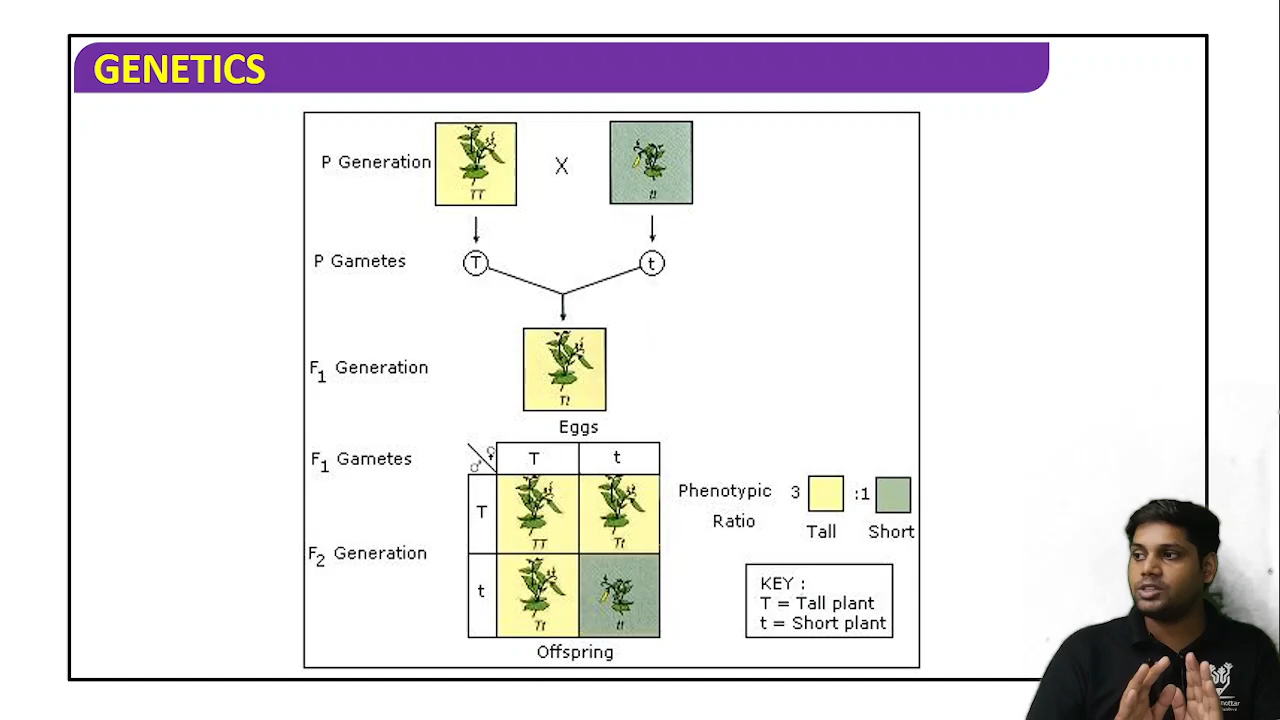 GENETICS
P Generation
TT
X
tt
P Gametes
T
t
F1 Generation
Tt
Eggs
F1 Gametes
♂ ♀
T
t
T
TT
Tt
F2 Generation
t
Tt
tt
Offspring
Phenotypic Ratio
3 :1
Tall
Short
KEY :
T = Tall plant
t = Short plant